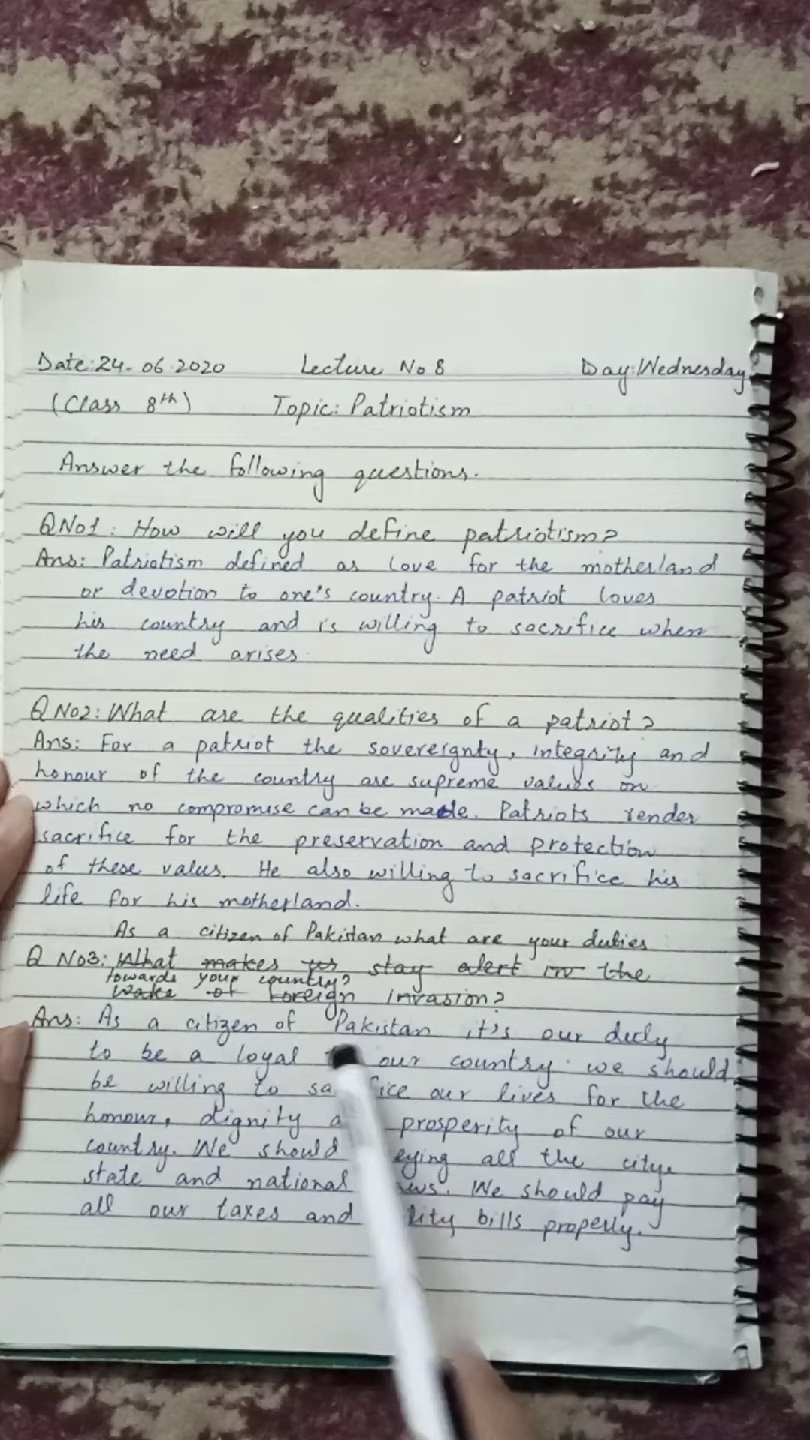 Date: 24-06-2020 Lecture No 8 Day: Wednesday
(Class 8th) Topic: Patriotism
Answer the following questions.
Q No1: How will you define patriotism?
Ans: Patriotism defined as love for the motherland
or devotion to one's country. A patriot loves
his country and is willing to sacrifice when
the need arises.
Q No2: What are the qualities of a patriot?
Ans: For a patriot the sovereignty, integrity and
honour of the country are supreme values on
which no compromise can be made. Patriots render
sacrifice for the preservation and protection
of these values. He also willing to sacrifice his
life for his motherland.
As a citizen of Pakistan what are your duties
Q No3: What makes stay alert in the
towards your country?
wake of foreign invasion?
Ans: As a citizen of Pakistan it's our duty
to be a loyal our country. we should
be willing to our lives for the
honour, dignity prosperity of our
country. We should all the city,
state and national We should pay
all our taxes and bills properly.